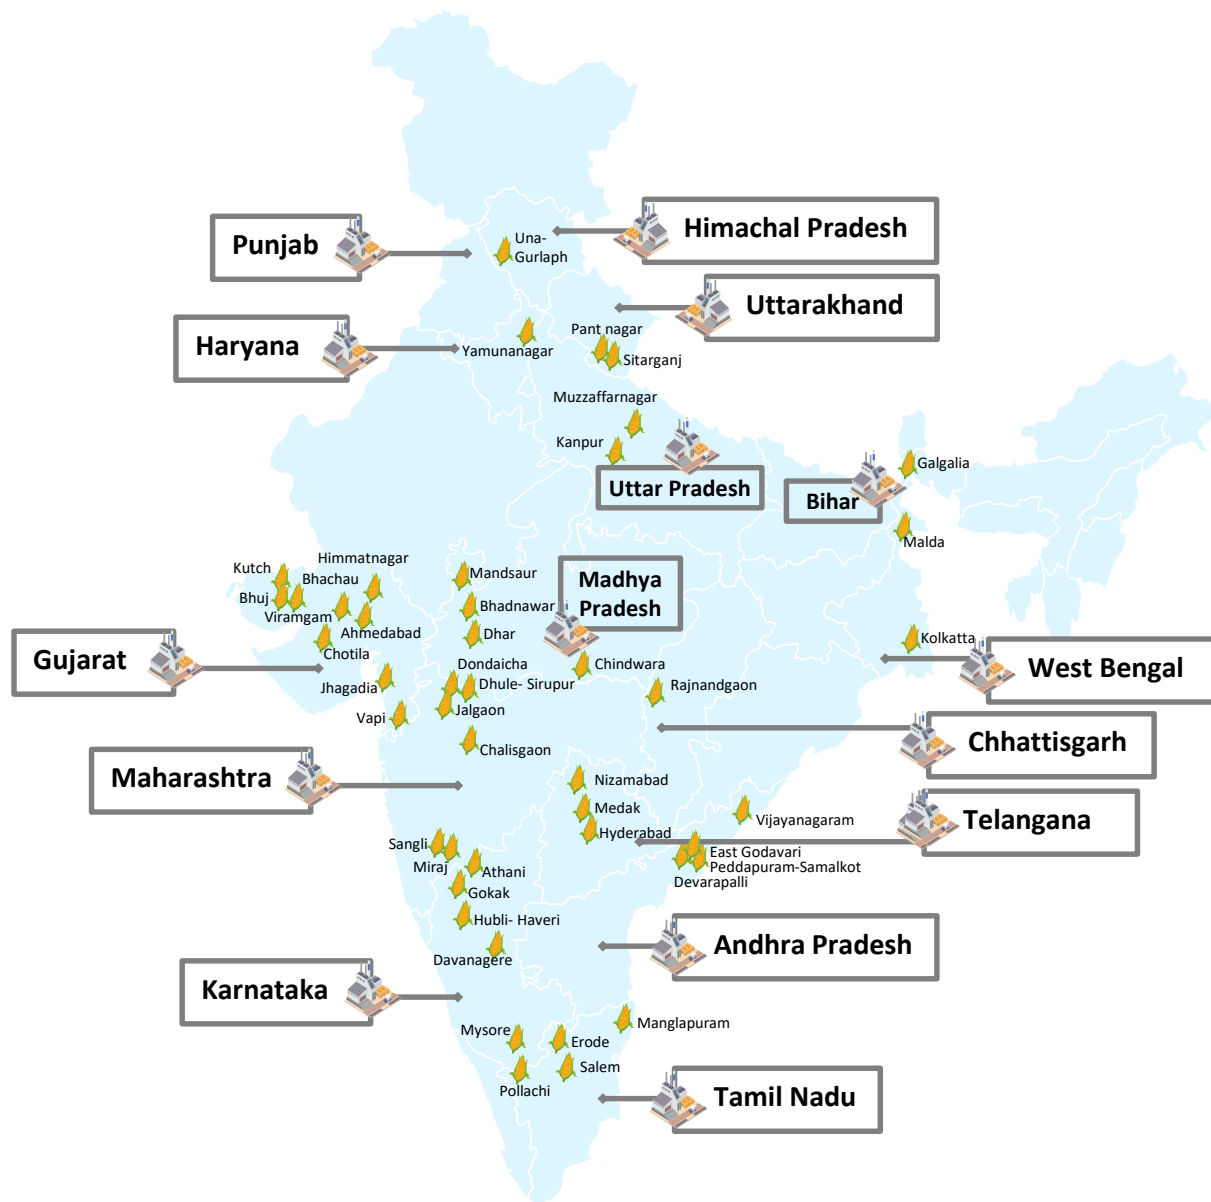 Himachal Pradesh
Punjab
Una-
Gurlaph
Uttarakhand
Haryana
Pant nagar
Yamunanagar
Sitarganj
Muzzaffarnagar
Kanpur
Galgalia
Uttar Pradesh
Bihar
Malda
Himmatnagar
Kutch
Bhachau
Mandsaur
Madhya
Pradesh
Bhuj
Viramgam
Bhadnawar
Ahmedabad
Dhar
Chotila
Kolkatta
Gujarat
West Bengal
Dondaicha
Chindwara
Jhagadia
Dhule- Sirupur
Rajnandgaon
Vapi
Jalgaon
Chhattisgarh
Chalisgaon
Maharashtra
Nizamabad
Medak
Vijayanagaram
Telangana
Hyderabad
Sangli
Miraj
East Godavari
Peddapuram-Samalkot
Athani
Devarapalli
Gokak
Hubli- Haveri
Andhra Pradesh
Davanagere
Karnataka
Manglapuram
Mysore
Erode
Salem
Pollachi
Tamil Nadu